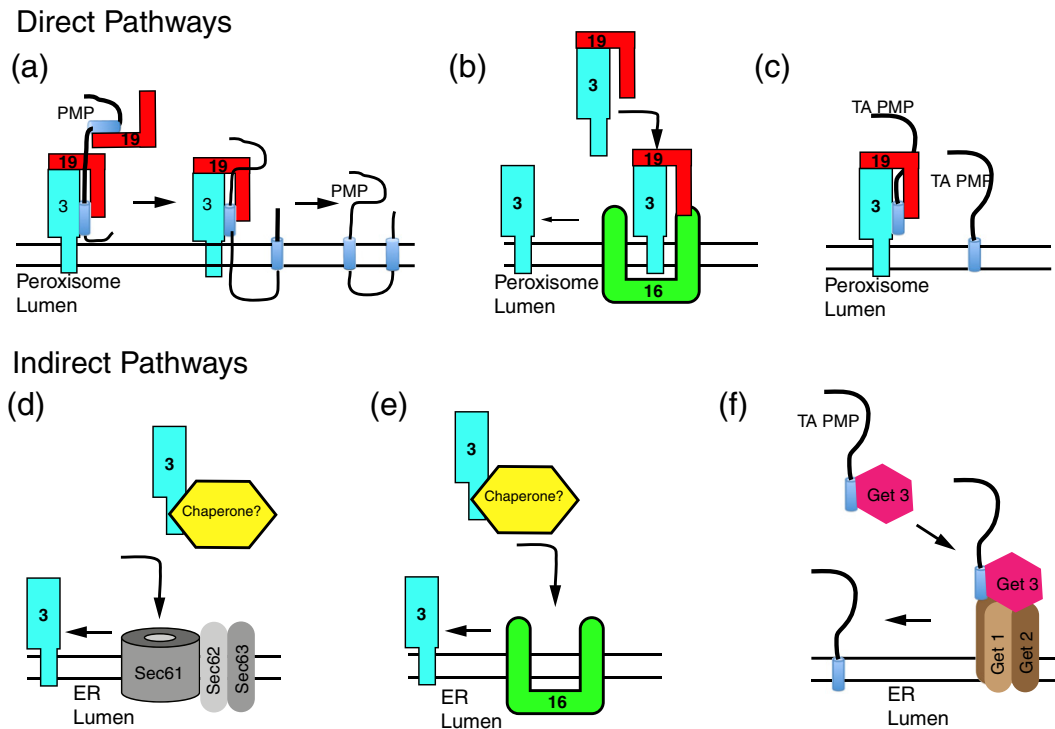 Direct Pathways
(a)
PMP
19
19
3
Peroxisome
Lumen
19
3
PMP
(b)
19
3
19
3
3
16
Peroxisome
Lumen
(c)
TA PMP
19
3
TA PMP
Peroxisome
Lumen
Indirect Pathways
(d)
3
Chaperone?
3
Sec61
Sec62
Sec63
ER
Lumen
(e)
3
Chaperone?
3
16
ER
Lumen
(f)
TA PMP
Get 3
Get 3
Get 1
Get 2
ER
Lumen